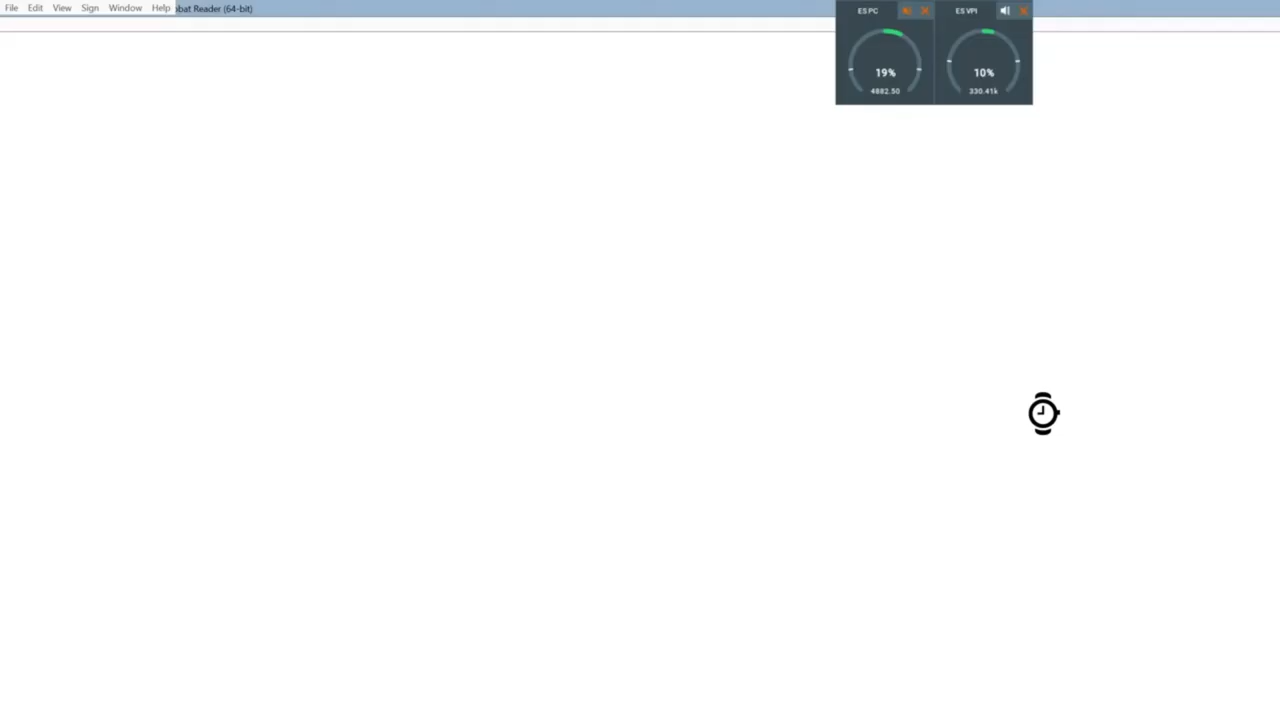 File Edit View Sign Window Help bat Reader (64-bit)
ES PC ES VPI
19% 10%
4882.50 330.41k